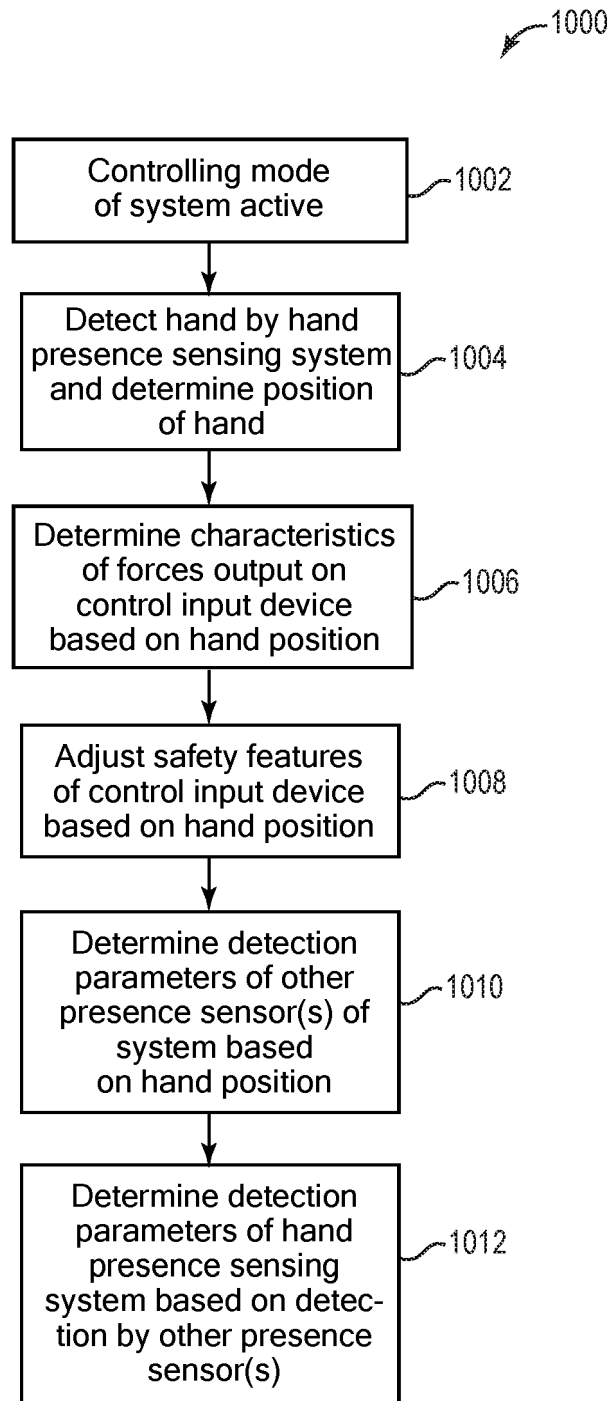 1000
Controlling mode
of system active
1002
Detect hand by hand
presence sensing system
and determine position
of hand
1004
Determine characteristics
of forces output on
control input device
based on hand position
1006
Adjust safety features
of control input device
based on hand position
1008
Determine detection
parameters of other
presence sensor(s) of
system based
on hand position
1010
Determine detection
parameters of hand
presence sensing
system based on detec-
tion by other presence
sensor(s)
1012